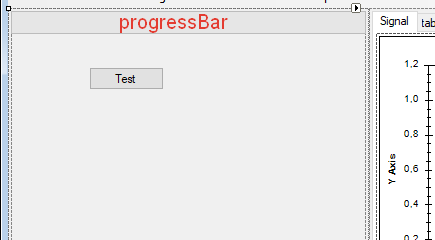 progressBar
Test
Signal
tab
1,2
1,0
0,8
0,6
0,4
0,2
Y Axis